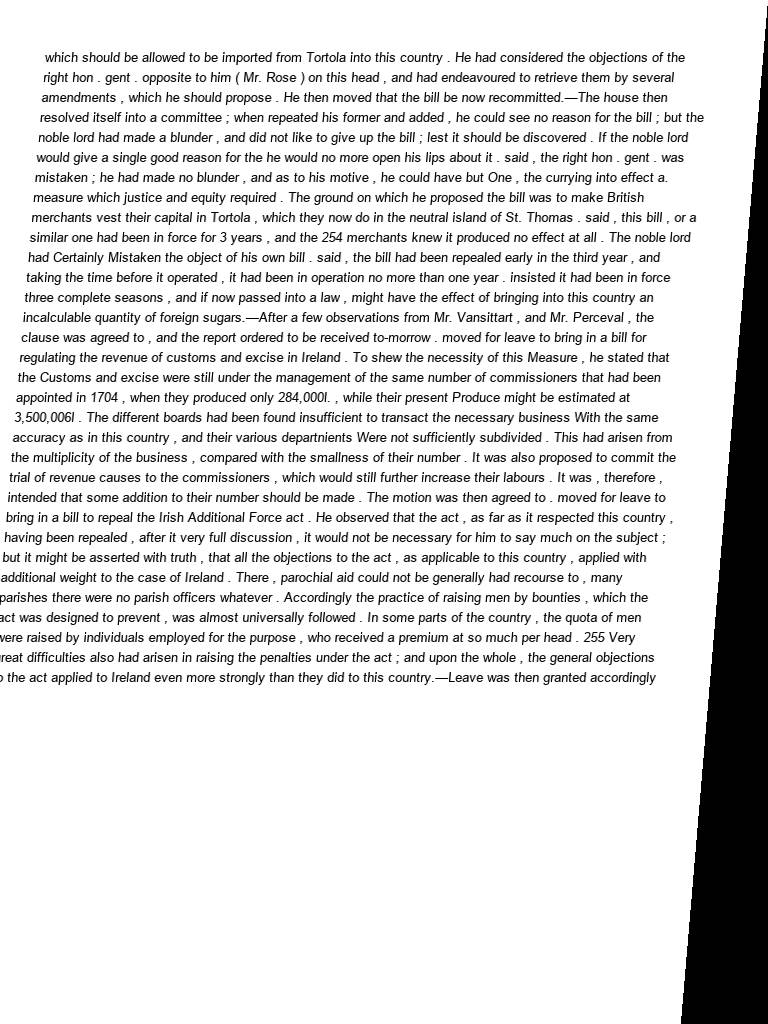 which should be allowed to be imported from Tortola into this country . He had considered the objections of the
right hon . gent . opposite to him ( Mr. Rose ) on this head , and had endeavoured to retrieve them by several
amendments , which he should propose . He then moved that the bill be now recommitted.—The house then
resolved itself into a committee ; when repeated his former and added , he could see no reason for the bill ; but the
noble lord had made a blunder , and did not like to give up the bill ; lest it should be discovered . If the noble lord
would give a single good reason for the he would no more open his lips about it . said , the right hon . gent . was
mistaken ; he had made no blunder , and as to his motive , he could have but One , the currying into effect a.
measure which justice and equity required . The ground on which he proposed the bill was to make British
merchants vest their capital in Tortola , which they now do in the neutral island of St. Thomas . said , this bill , or a
similar one had been in force for 3 years , and the 254 merchants knew it produced no effect at all . The noble lord
had Certainly Mistaken the object of his own bill . said , the bill had been repealed early in the third year , and
taking the time before it operated , it had been in operation no more than one year . insisted it had been in force
three complete seasons , and if now passed into a law , might have the effect of bringing into this country an
incalculable quantity of foreign sugars.—After a few observations from Mr. Vansittart , and Mr. Perceval , the
clause was agreed to , and the report ordered to be received to-morrow . moved for leave to bring in a bill for
regulating the revenue of customs and excise in Ireland . To shew the necessity of this Measure , he stated that
the Customs and excise were still under the management of the same number of commissioners that had been
appointed in 1704 , when they produced only 284,000l. , while their present Produce might be estimated at
3,500,006l . The different boards had been found insufficient to transact the necessary business With the same
accuracy as in this country , and their various departnients Were not sufficiently subdivided . This had arisen from
the multiplicity of the business , compared with the smallness of their number . It was also proposed to commit the
trial of revenue causes to the commissioners , which would still further increase their labours . It was , therefore ,
intended that some addition to their number should be made . The motion was then agreed to . moved for leave to
bring in a bill to repeal the Irish Additional Force act . He observed that the act , as far as it respected this country ,
having been repealed , after it very full discussion , it would not be necessary for him to say much on the subject ;
but it might be asserted with truth , that all the objections to the act , as applicable to this country , applied with
additional weight to the case of Ireland . There , parochial aid could not be generally had recourse to , many
parishes there were no parish officers whatever . Accordingly the practice of raising men by bounties , which the
act was designed to prevent , was almost universally followed . In some parts of the country , the quota of men
were raised by individuals employed for the purpose , who received a premium at so much per head . 255 Very
great difficulties also had arisen in raising the penalties under the act ; and upon the whole , the general objections
to the act applied to Ireland even more strongly than they did to this country.—Leave was then granted accordingly